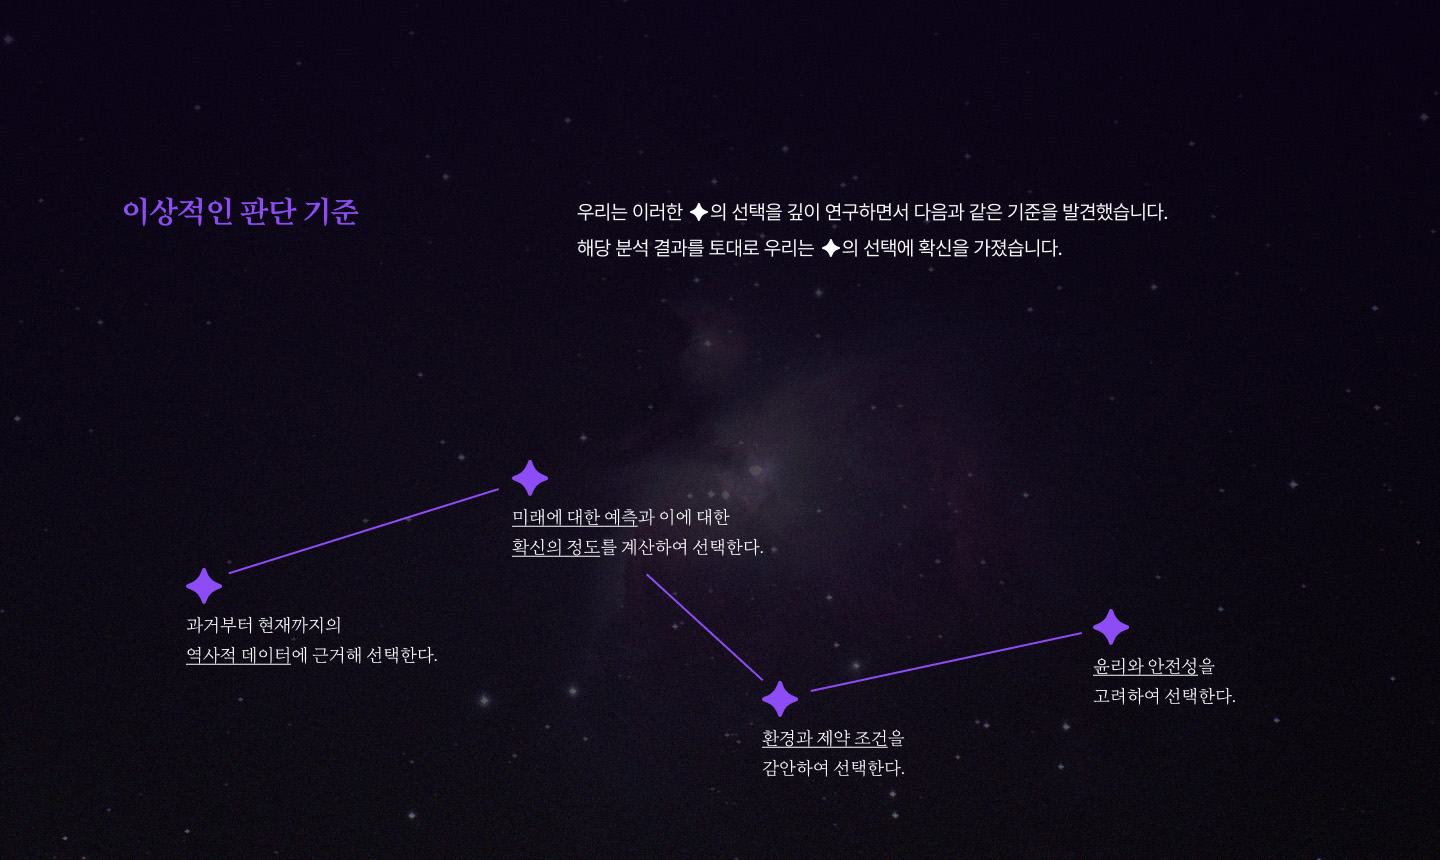 이상적인 판단 기준
우리는 이러한 ✦의 선택을 깊이 연구하면서 다음과 같은 기준을 발견했습니다.
해당 분석 결과를 토대로 우리는 ✦의 선택에 확신을 가졌습니다.
과거부터 현재까지의
역사적 데이터에 근거해 선택한다.
미래에 대한 예측과 이에 대한
확신의 정도를 계산하여 선택한다.
환경과 제약 조건을
감안하여 선택한다.
윤리와 안전성을
고려하여 선택한다.